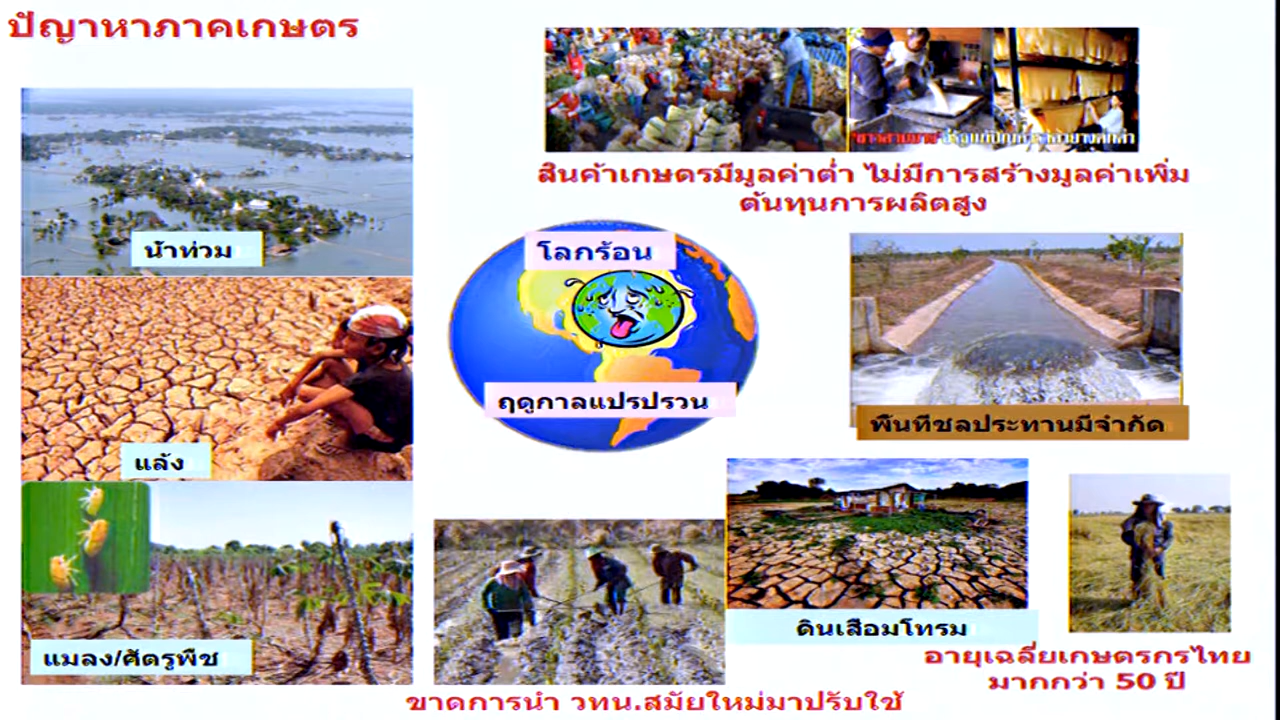 ปัญหาภาคเกษตร
สินค้าเกษตรมีมูลค่าต่ำ ไม่มีการสร้างมูลค่าเพิ่ม
ต้นทุนการผลิตสูง
น้ำท่วม
โลกร้อน
ฤดูกาลแปรปรวน
พื้นที่ชลประทานมีจำกัด
แล้ง
แมลง/ศัตรูพืช
ดินเสื่อมโทรม
อายุเฉลี่ยเกษตรกรไทย
มากกว่า 50 ปี
ขาดการนำ วทน.สมัยใหม่มาปรับใช้